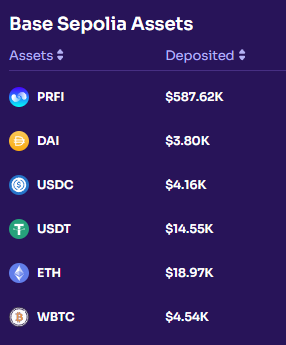 Base Sepolia Assets
Assets Deposited
PRFI $587.62K
DAI $3.80K
USDC $4.16K
USDT $14.55K
ETH $18.97K
WBTC $4.54K